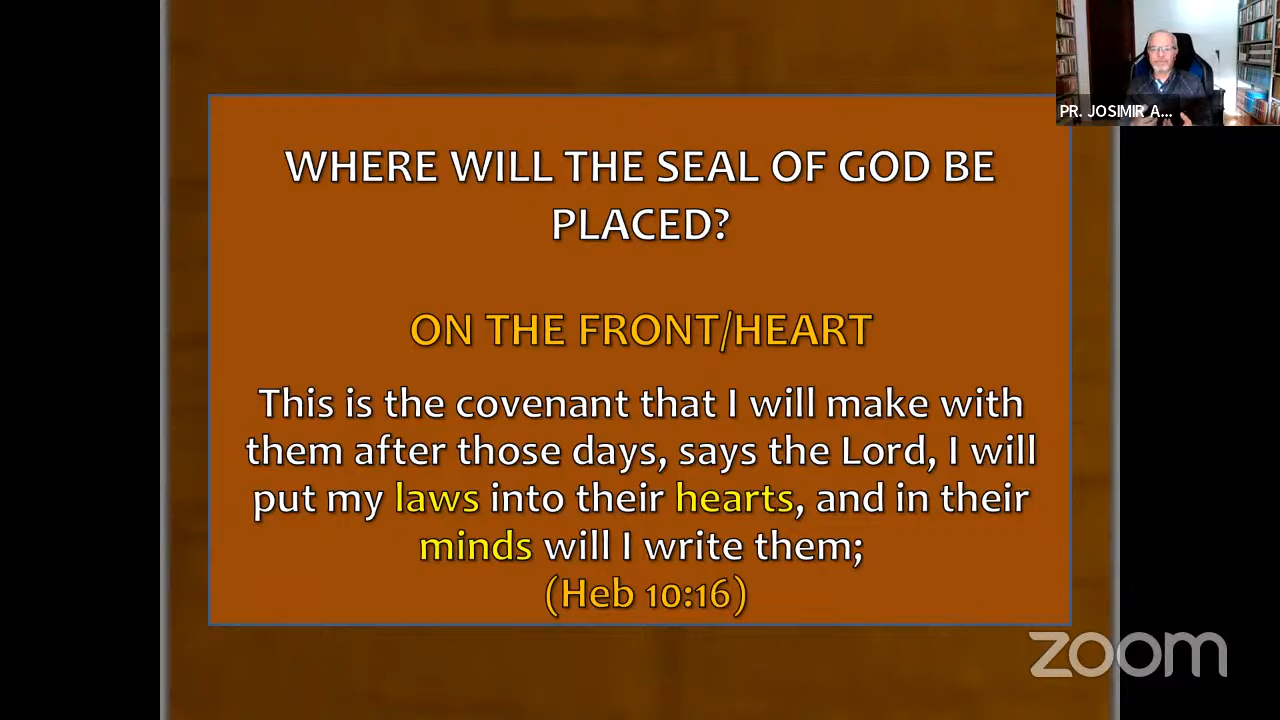 PR. JOSIMIR A...
WHERE WILL THE SEAL OF GOD BE
PLACED?
ON THE FRONT/HEART
This is the covenant that I will make with
them after those days, says the Lord, I will
put my laws into their hearts, and in their
minds will I write them;
(Heb 10:16)
zoom